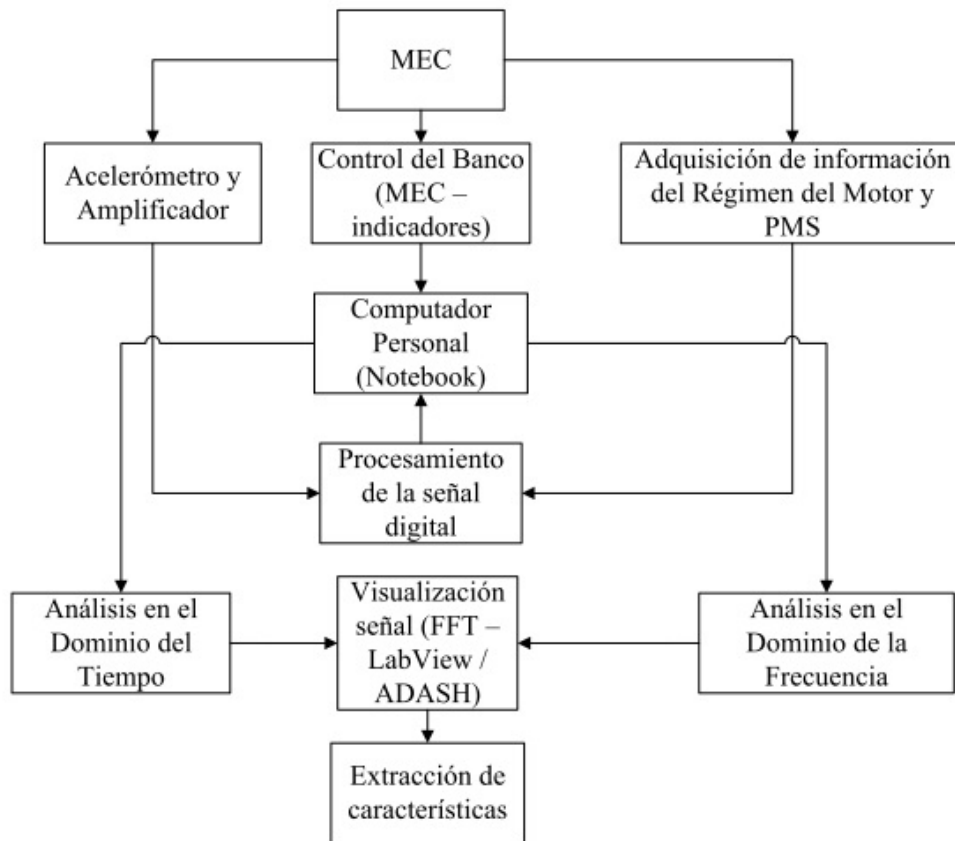 MEC
Acelerómetro y
Amplificador
Control del Banco
(MEC –
indicadores)
Adquisición de información
del Régimen del Motor y
PMS
Computador
Personal
(Notebook)
Procesamiento
de la señal
digital
Análisis en el
Dominio del
Tiempo
Visualización
señal (FFT –
LabView /
ADASH)
Análisis en el
Dominio de la
Frecuencia
Extracción de
características